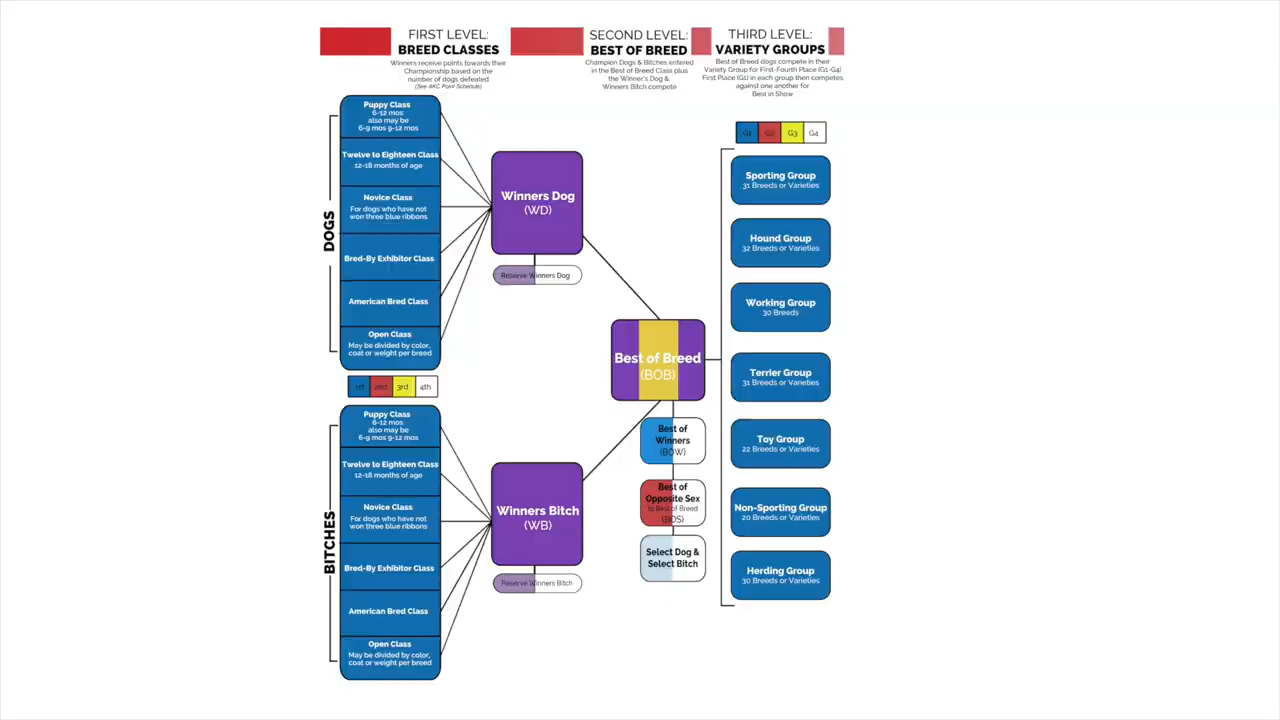 FIRST LEVEL:
BREED CLASSES
Winners receive points towards their
Championship based on the
number of dogs defeated
(See AKC Point Schedule)
SECOND LEVEL:
BEST OF BREED
Champion Dogs & Bitches entered
in the Best of Breed Class plus
the Winner's Dog &
Winners Bitch compete
THIRD LEVEL:
VARIETY GROUPS
Best of Breed dogs compete in their
Variety Group for First-Fourth Place (G1-G4)
First Place (G1) in each group then competes
against one another for
Best in Show
DOGS
Puppy Class
6-12 mos:
also may be
6-9 mos 9-12 mos
Twelve to Eighteen Class
12-18 months of age
Novice Class
For dogs who have not
won three blue ribbons
Bred-By Exhibitor Class
American Bred Class
Open Class
May be divided by color,
coat or weight per breed
1st 2nd 3rd 4th
BITCHES
Puppy Class
6-12 mos
also may be
6-9 mos 9-12 mos
Twelve to Eighteen Class
12-18 months of age
Novice Class
For dogs who have not
won three blue ribbons
Bred-By Exhibitor Class
American Bred Class
Open Class
May be divided by color,
coat or weight per breed
Winners Dog
(WD)
Reserve Winners Dog
Winners Bitch
(WB)
Reserve Winners Bitch
Best of Breed
(BOB)
Best of
Winners
(BOW)
Best of
Opposite Sex
to Best of Breed
(BOS)
Select Dog &
Select Bitch
G1 G2 G3 G4
Sporting Group
31 Breeds or Varieties
Hound Group
32 Breeds or Varieties
Working Group
30 Breeds
Terrier Group
31 Breeds or Varieties
Toy Group
22 Breeds or Varieties
Non-Sporting Group
20 Breeds or Varieties
Herding Group
30 Breeds or Varieties